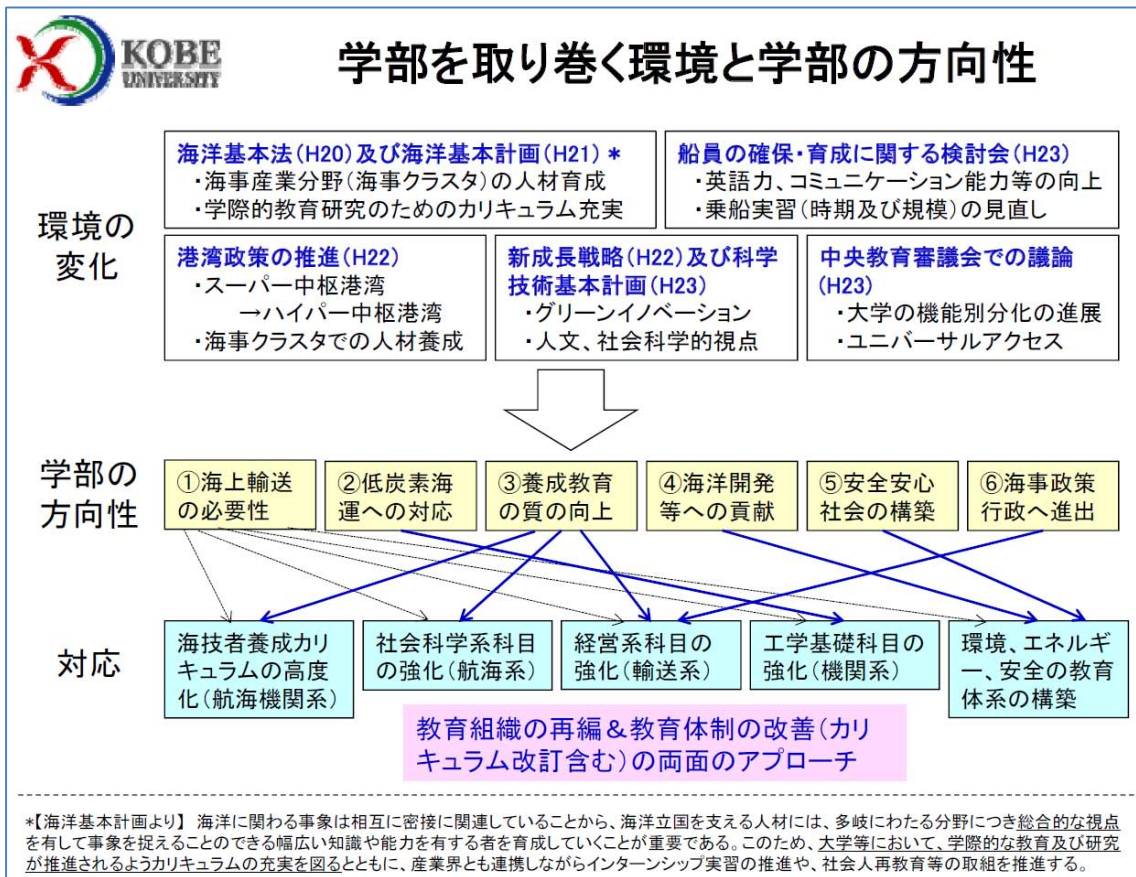 KOBE
UNIVERSITY
学部を取り巻く環境と学部の方向性
環境の
変化
海洋基本法(H20)及び海洋基本計画(H21) *
・海事産業分野(海事クラスタ)の人材育成
・学際的教育研究のためのカリキュラム充実
船員の確保・育成に関する検討会(H23)
・英語力、コミュニケーション能力等の向上
・乗船実習(時期及び規模)の見直し
港湾政策の推進(H22)
・スーパー中枢港湾
→ハイパー中枢港湾
・海事クラスタでの人材養成
新成長戦略(H22)及び科学
技術基本計画(H23)
・グリーンイノベーション
・人文、社会科学的視点
中央教育審議会での議論
(H23)
・大学の機能別分化の進展
・ユニバーサルアクセス
学部の
方向性
①海上輸送
の必要性
②低炭素海
運への対応
③養成教育
の質の向上
④海洋開発
等への貢献
⑤安全安心
社会の構築
⑥海事政策
行政へ進出
対応
海技者養成カリ
キュラムの高度
化(航海機関系)
社会科学系科目
の強化(航海系)
経営系科目の
強化(輸送系)
工学基礎科目の
強化(機関系)
環境、エネルギ
ー、安全の教育
体系の構築
教育組織の再編&教育体制の改善(カリ
キュラム改訂含む)の両面のアプローチ
*【海洋基本計画より】 海洋に関わる事象は相互に密接に関連していることから、海洋立国を支える人材には、多岐にわたる分野につき総合的な視点
を有して事象を捉えることのできる幅広い知識や能力を有する者を育成していくことが重要である。このため、大学等において、学際的な教育及び研究
が推進されるようカリキュラムの充実を図るとともに、産業界とも連携しながらインターンシップ実習の推進や、社会人再教育等の取組を推進する。